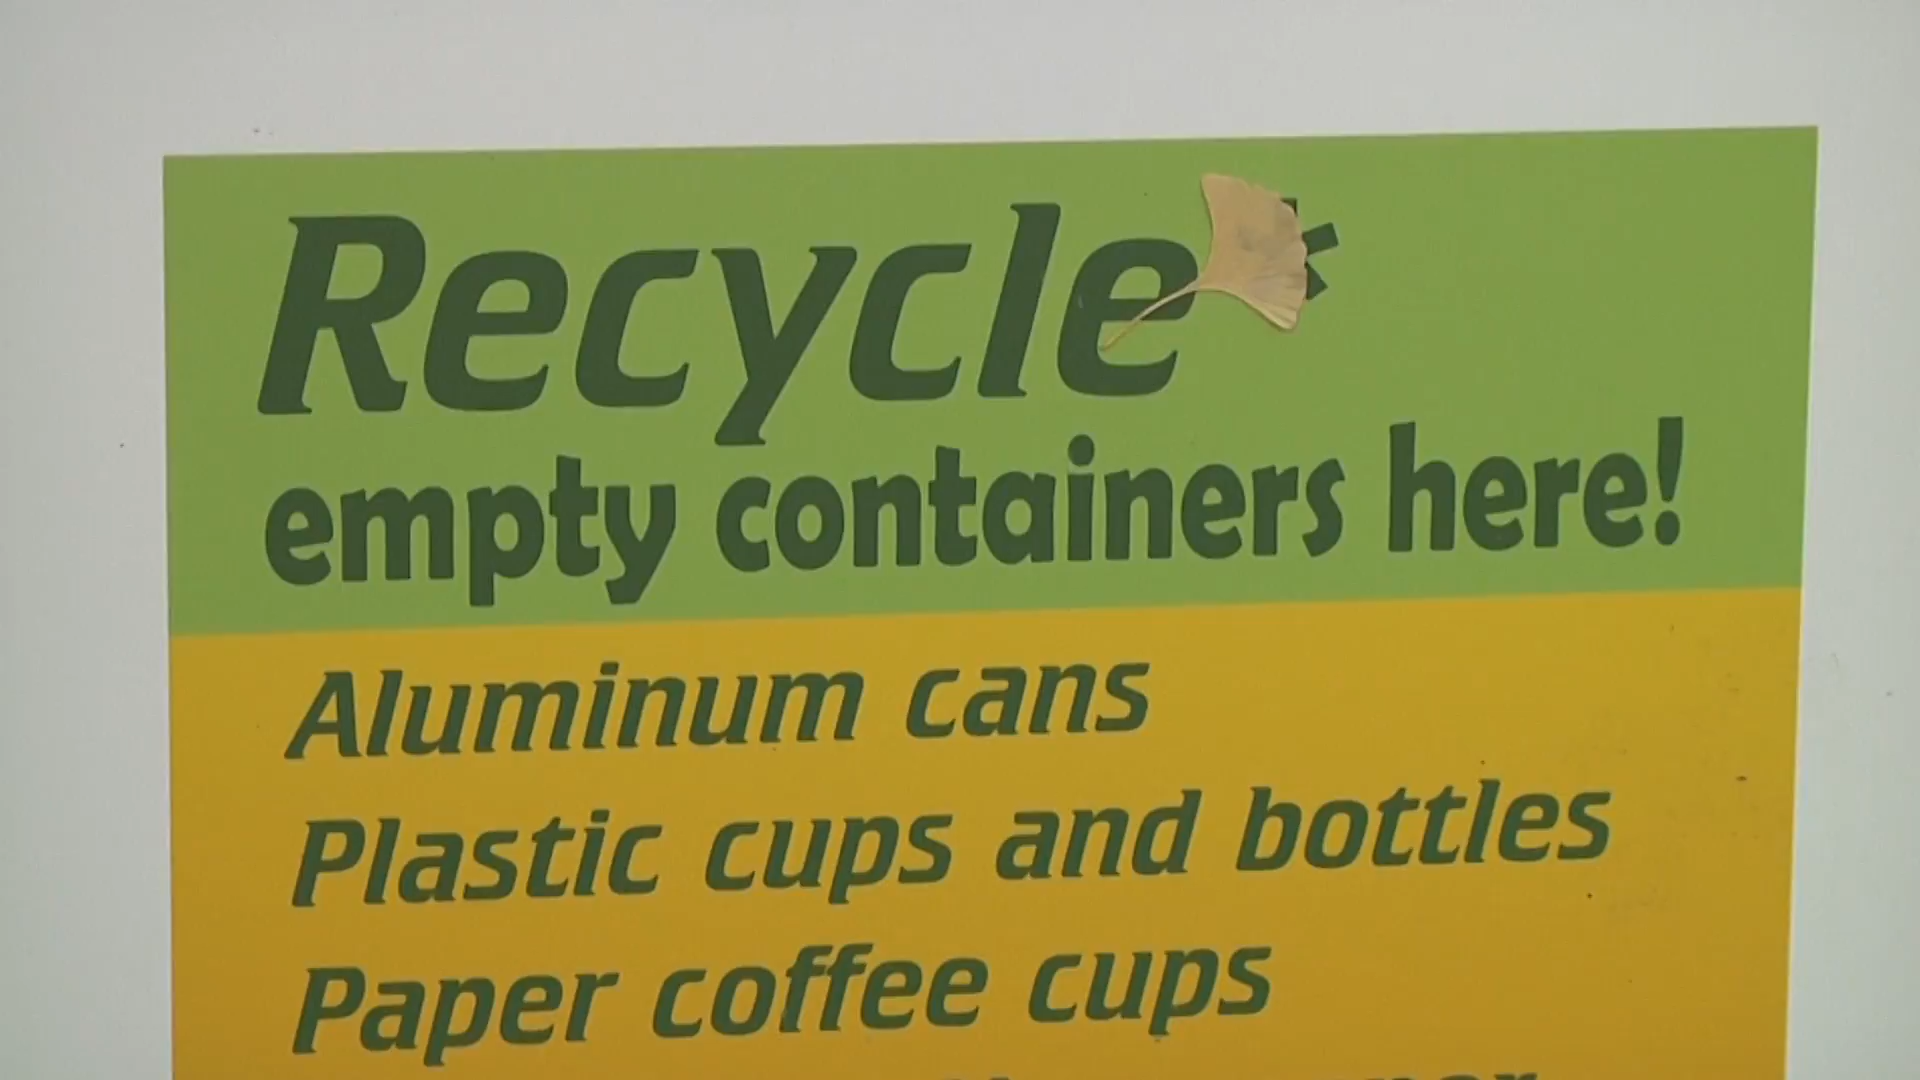 Recycle*
empty containers here!
Aluminum cans
Plastic cups and bottles
Paper coffee cups